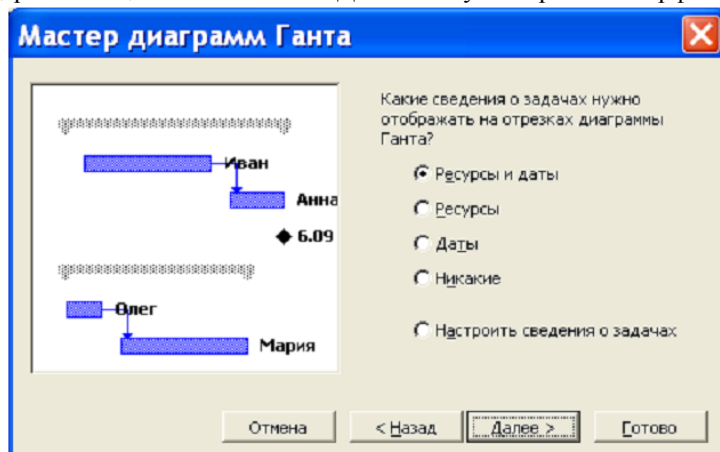 Мастер диаграмм Ганта
Какие сведения о задачах нужно
отображать на отрезках диаграммы
Ганта?
Иван
Анна
6.09
Олег
Мария
Ресурсы и даты
Ресурсы
Даты
Никакие
Настроить сведения о задачах
Отмена
< Назад
Далее >
Готово